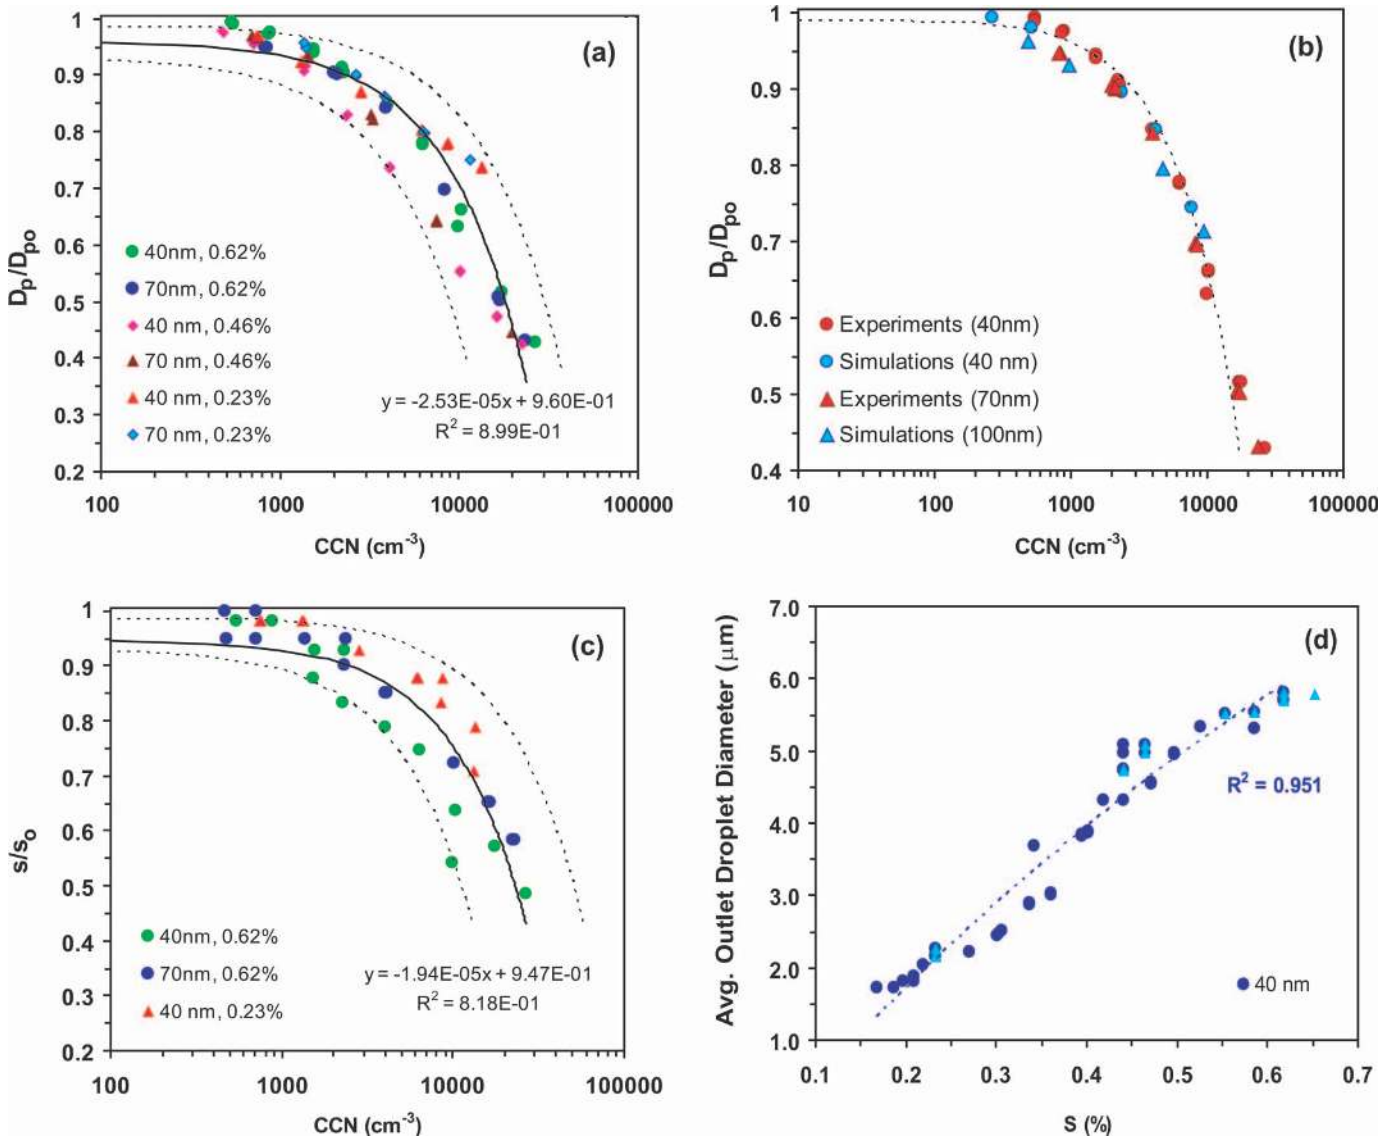 1
0.9
0.8
0.7
0.6
0.5
0.4
0.3
0.2
Dp/Dpo
(a)
40nm, 0.62%
70nm, 0.62%
40 nm, 0.46%
70 nm, 0.46%
40 nm, 0.23%
70 nm, 0.23%
y = -2.53E-05x + 9.60E-01
R² = 8.99E-01
100 1000 10000 100000
CCN (cm⁻³)
1
0.9
0.8
0.7
0.6
0.5
0.4
Dp/Dpo
(b)
Experiments (40nm)
Simulations (40 nm)
Experiments (70nm)
Simulations (100nm)
10 100 1000 10000 100000
CCN (cm⁻³)
1
0.9
0.8
0.7
0.6
0.5
0.4
0.3
0.2
s/so
(c)
40nm, 0.62%
70nm, 0.62%
40 nm, 0.23%
y = -1.94E-05x + 9.47E-01
R² = 8.18E-01
100 1000 10000 100000
CCN (cm⁻³)
7.0
6.0
5.0
4.0
3.0
2.0
1.0
Avg. Outlet Droplet Diameter (μm)
(d)
R² = 0.951
40 nm
0.1 0.2 0.3 0.4 0.5 0.6 0.7
S (%)